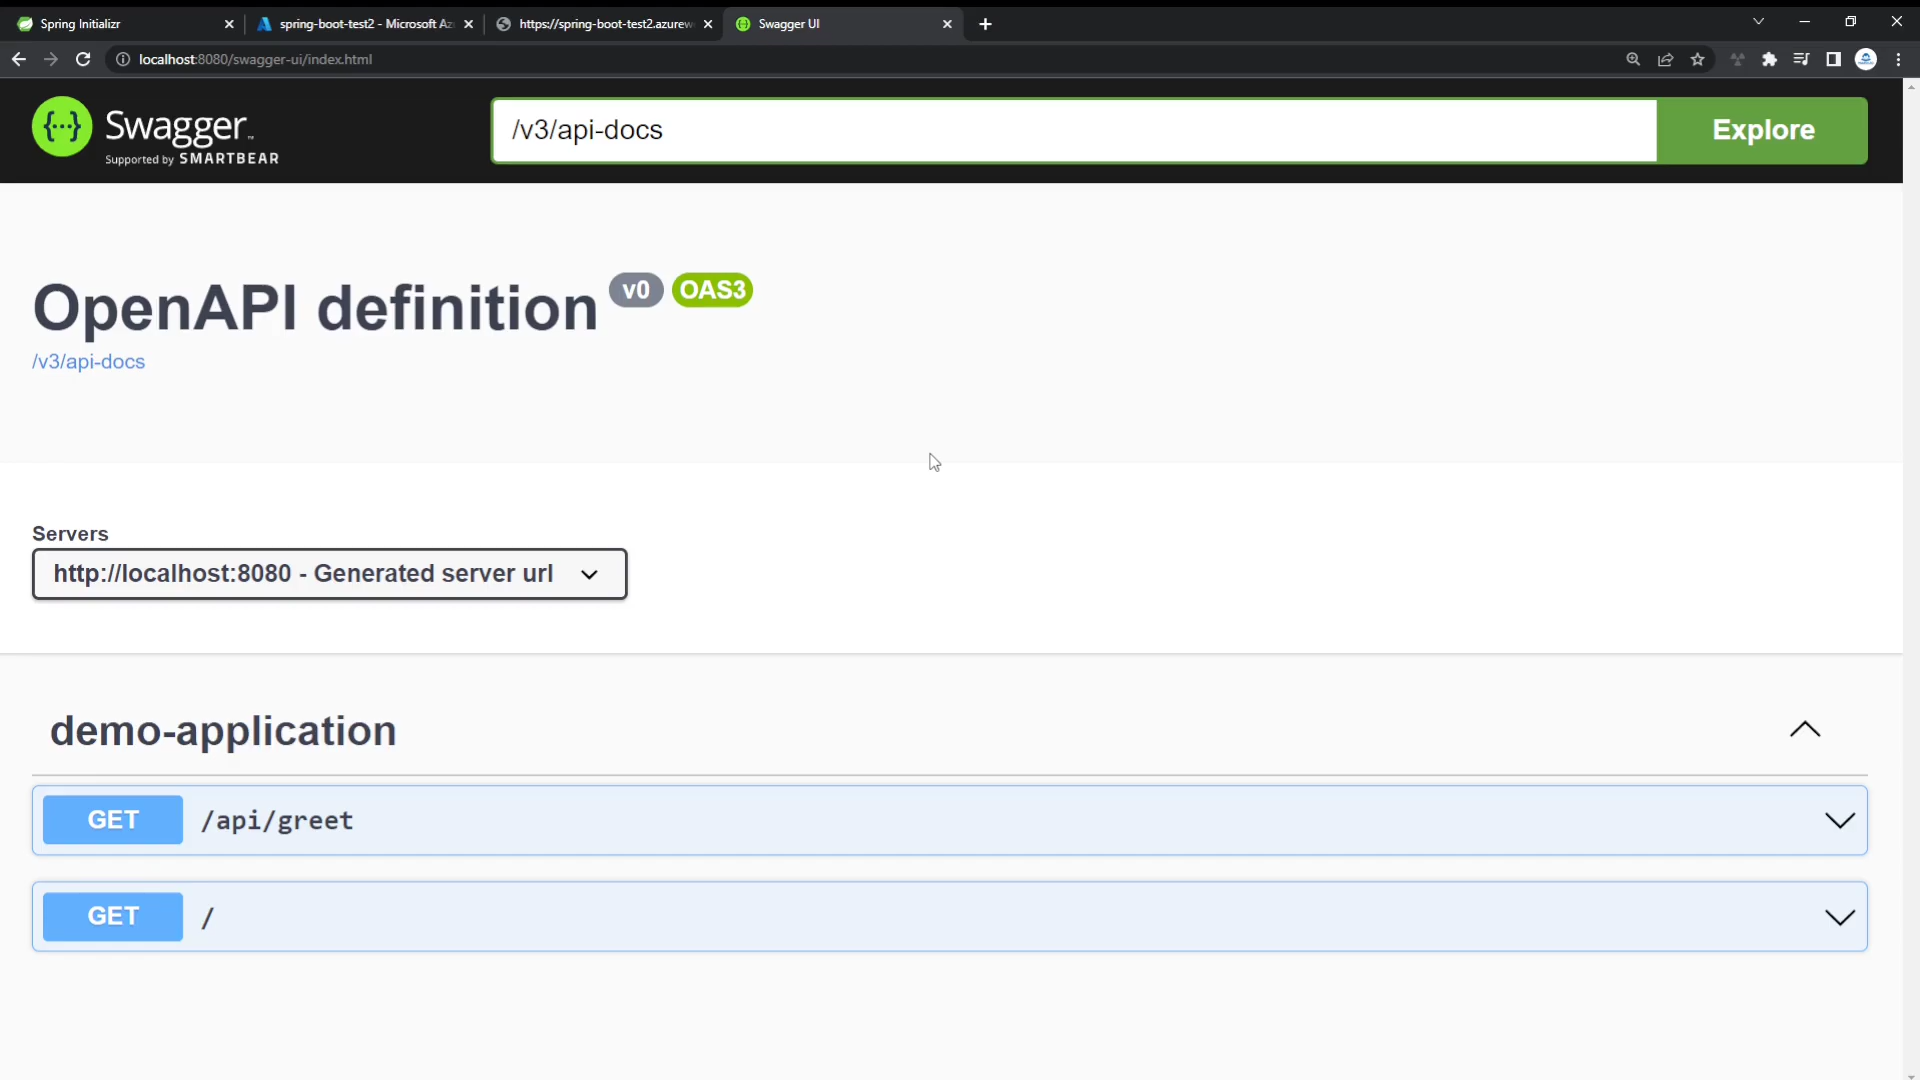 Spring Initializr
spring-boot-test2 - Microsoft Az
https://spring-boot-test2.azurew
Swagger UI
localhost:8080/swagger-ui/index.html
{···} Swagger™
Supported by SMARTBEAR
/v3/api-docs
Explore
OpenAPI definition v0 OAS3
/v3/api-docs
Servers
http://localhost:8080 - Generated server url
demo-application
GET /api/greet
GET /